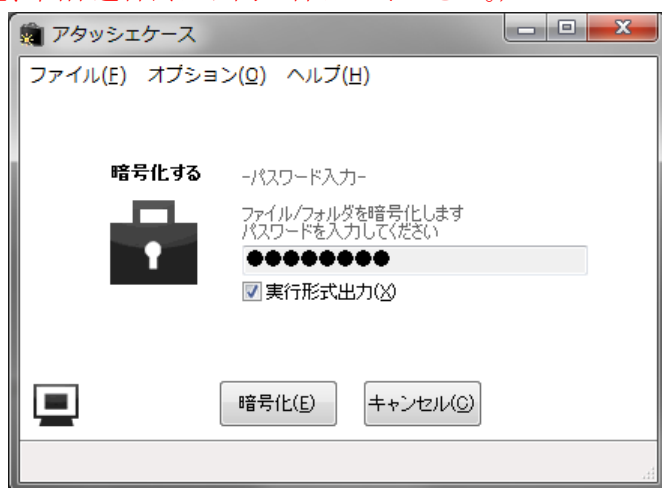 アタッシェケース
ファイル(F) オプション(O) ヘルプ(H)
暗号化する
-パスワード入力-
ファイル/フォルダを暗号化します
パスワードを入力してください
●●●●●●●●
実行形式出力(X)
暗号化(E)
キャンセル(C)